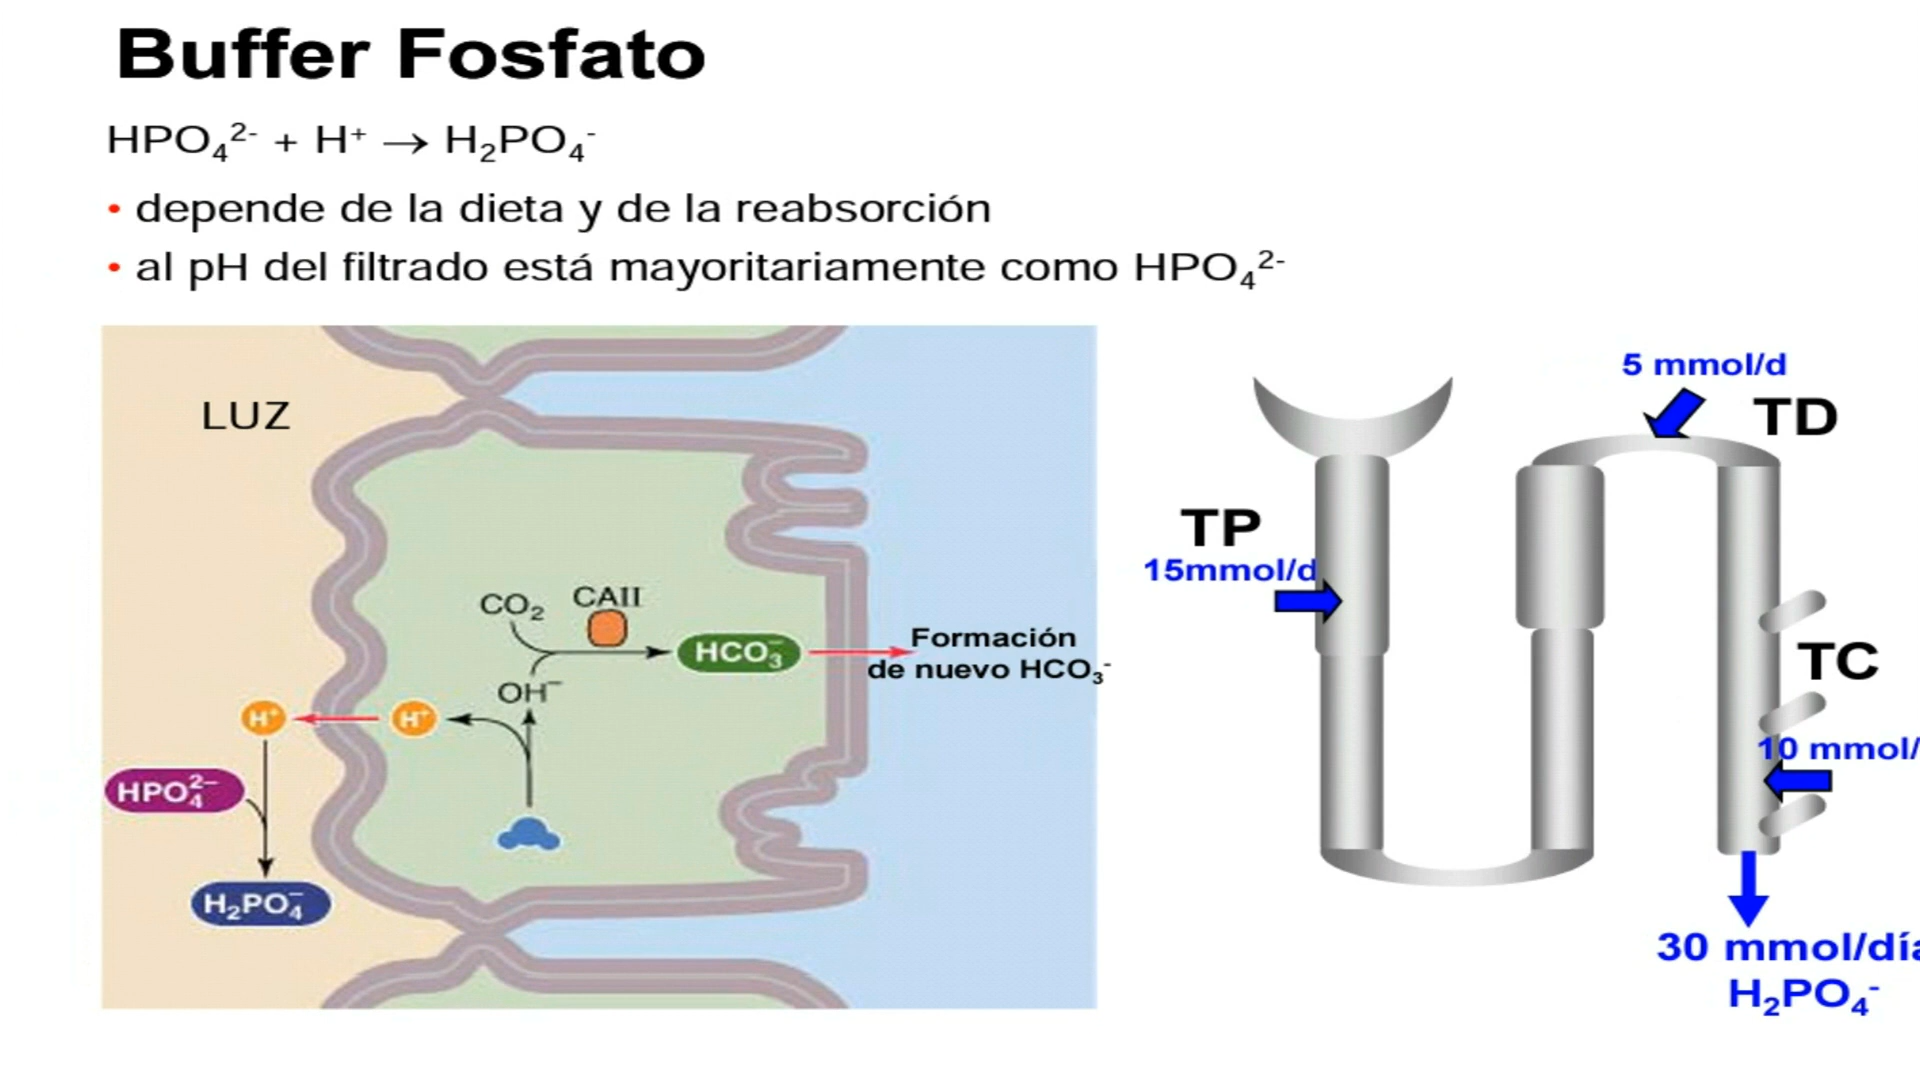 Buffer Fosfato
HPO₄²⁻ + H⁺ → H₂PO₄⁻
• depende de la dieta y de la reabsorción
• al pH del filtrado está mayoritariamente como HPO₄²⁻
LUZ
CO₂
CAII
HCO₃⁻
Formación
de nuevo HCO₃⁻
OH⁻
H⁺
H⁺
HPO₄²⁻
H₂PO₄⁻
5 mmol/d
TD
TP
15mmol/d
TC
10 mmol/
30 mmol/día
H₂PO₄⁻